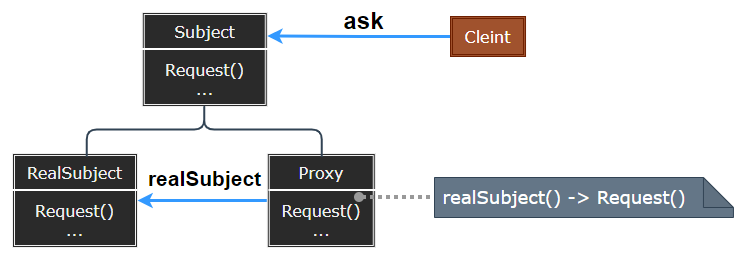 ask
Subject
Cleint
Request()
...
RealSubject
realSubject
Proxy
Request()
...
Request()
...
realSubject() -> Request()